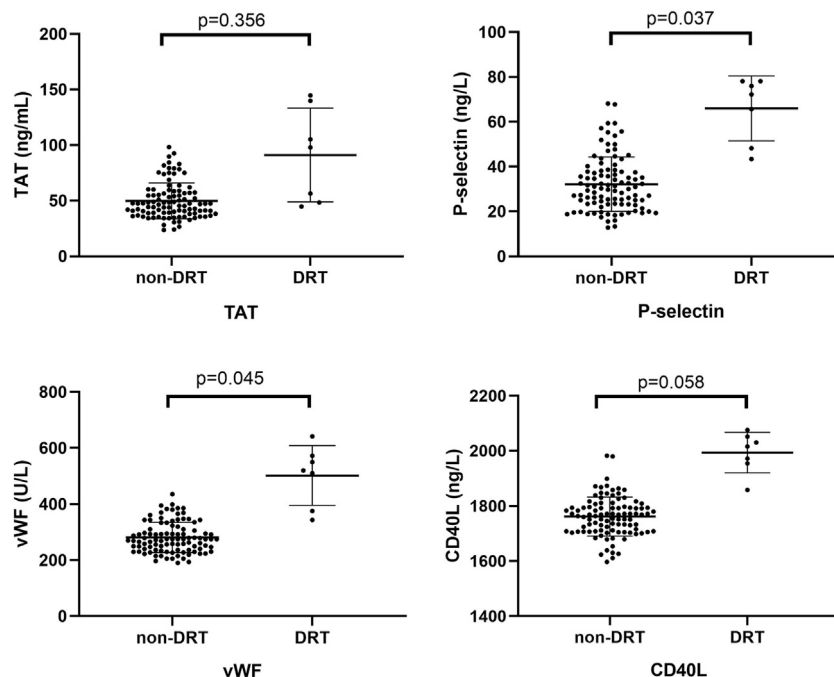 p=0.356
200
150
100
50
0
TAT (ng/mL)
non-DRT DRT
TAT
p=0.037
100
80
60
40
20
0
P-selectin (ng/L)
non-DRT DRT
P-selectin
p=0.045
800
600
400
200
0
vWF (U/L)
non-DRT DRT
vWF
p=0.058
2200
2000
1800
1600
1400
CD40L (ng/L)
non-DRT DRT
CD40L